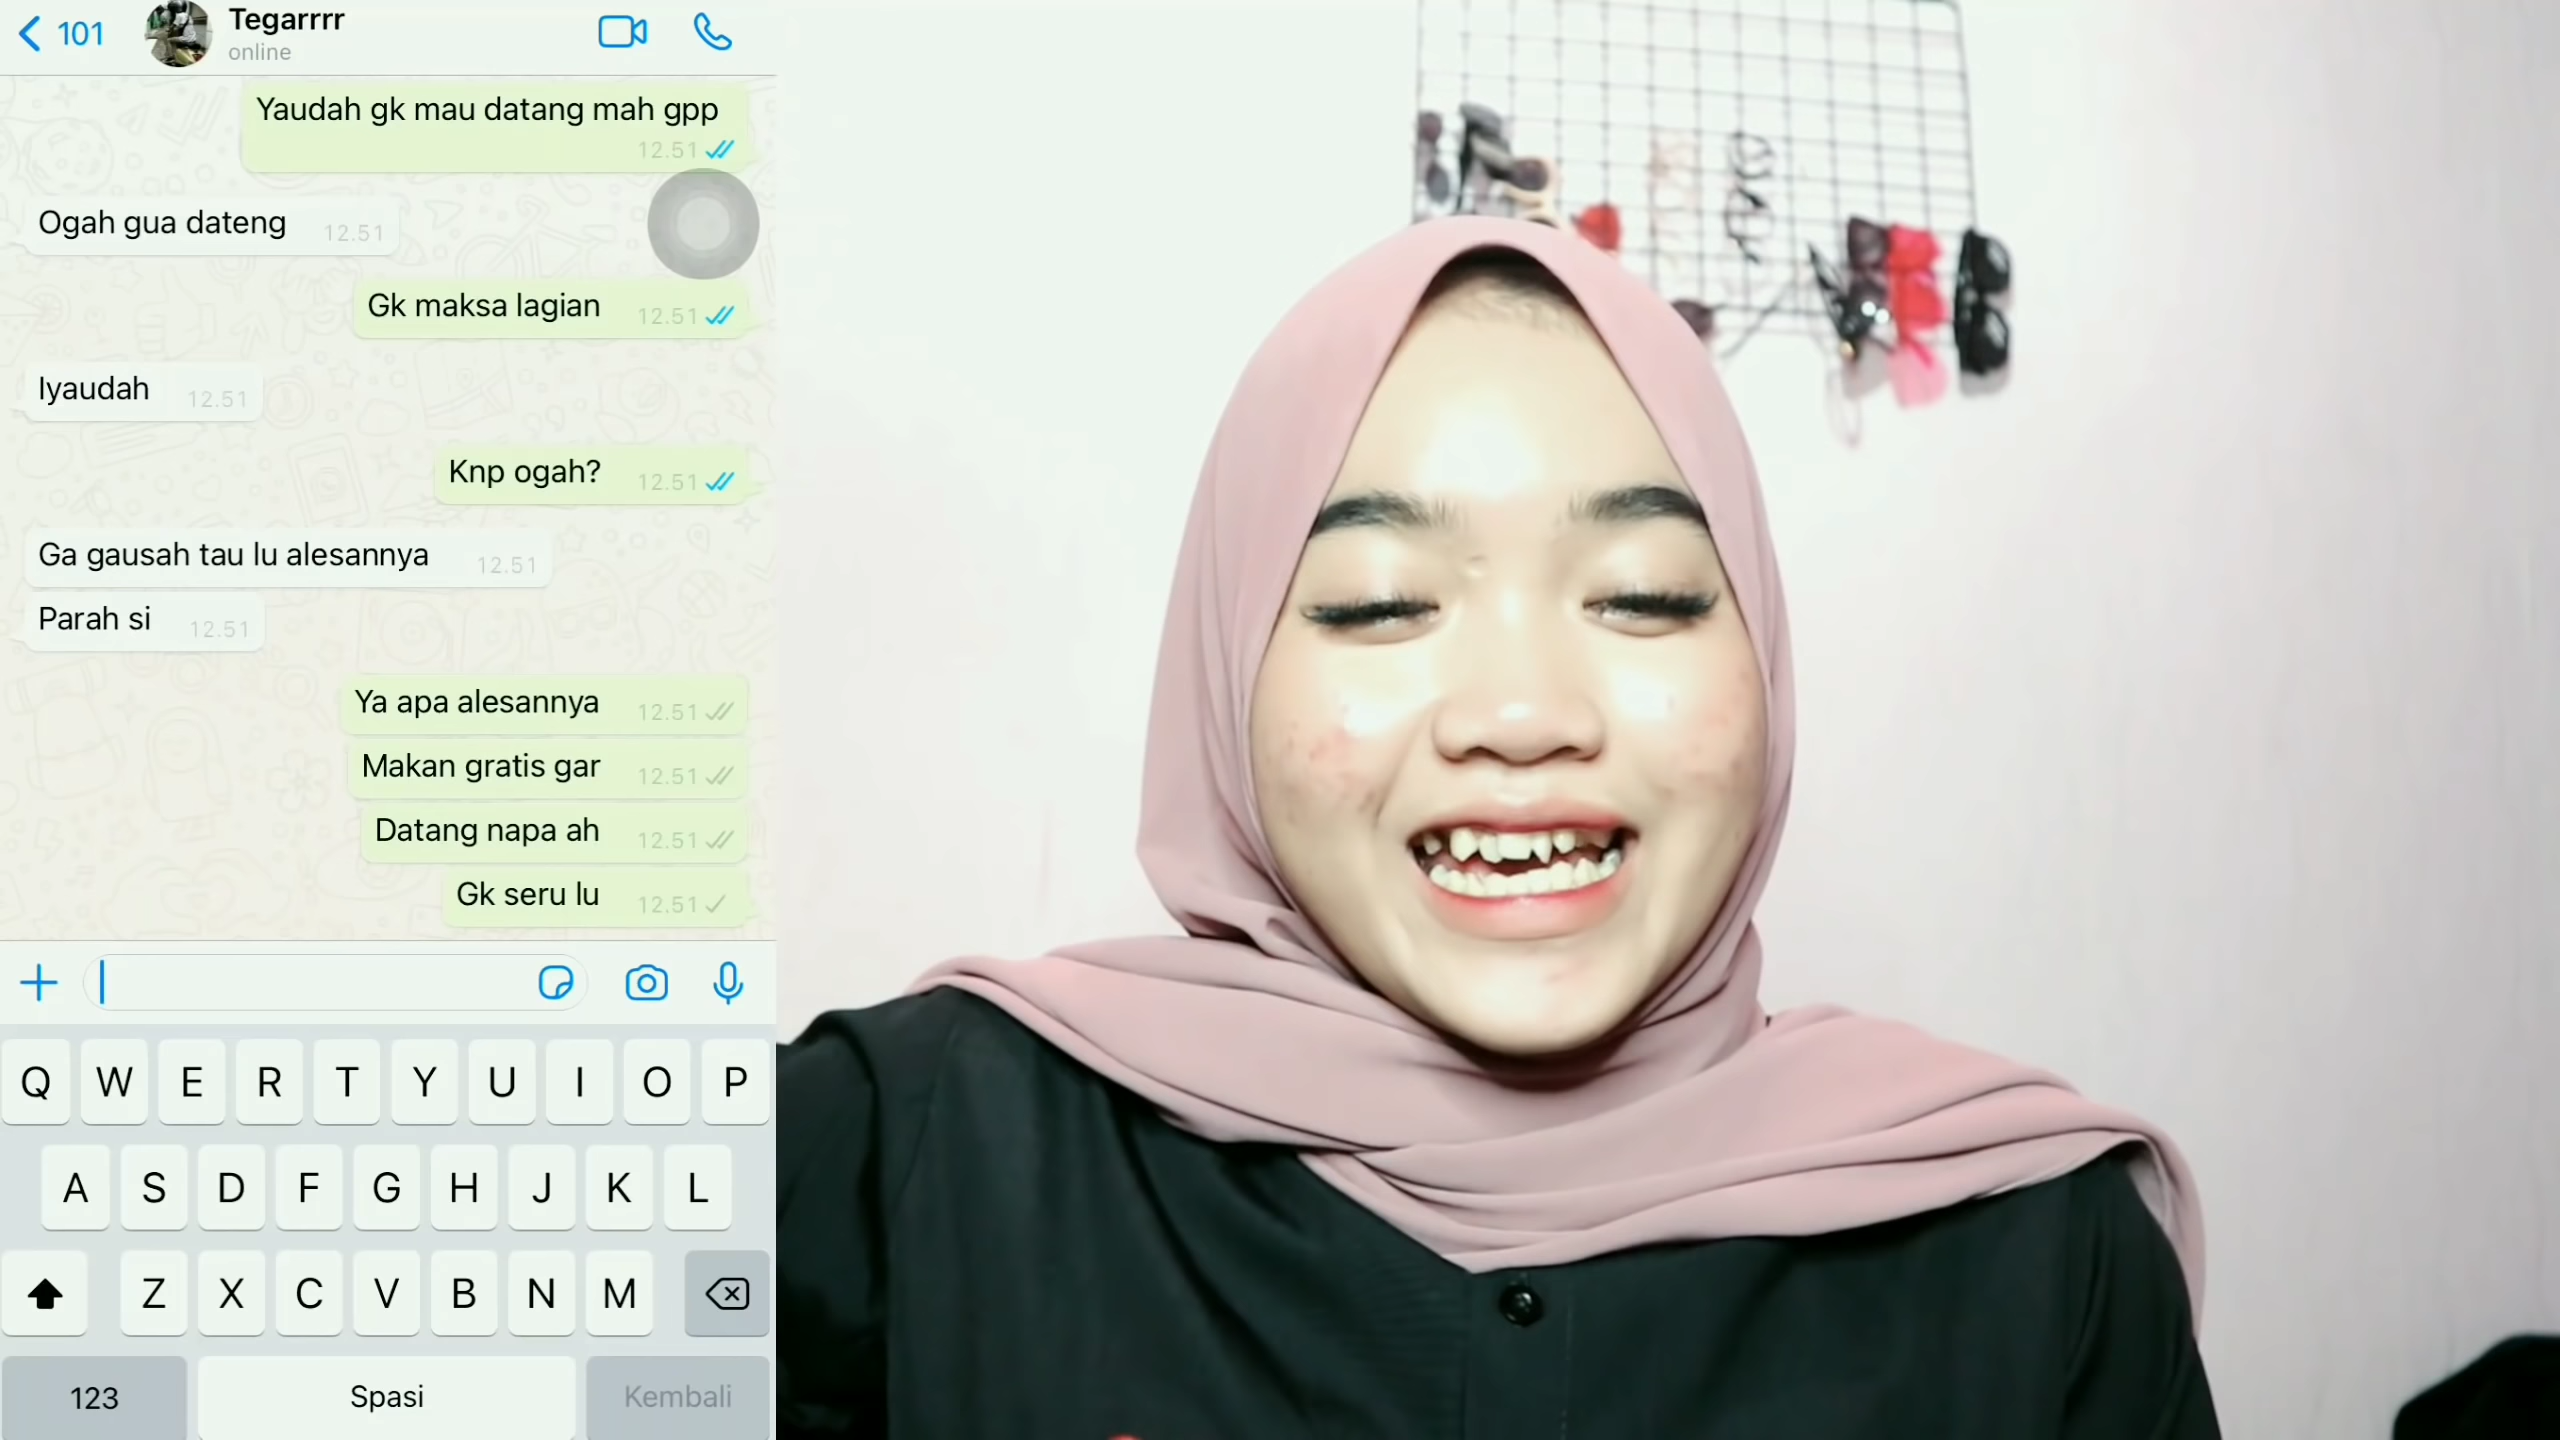 101
Tegarrrr
online
Yaudah gk mau datang mah gpp
12.51
Ogah gua dateng 12.51
Gk maksa lagian 12.51
Iyaudah 12.51
Knp ogah? 12.51
Ga gausah tau lu alesannya 12.51
Parah si 12.51
Ya apa alesannya 12.51
Makan gratis gar 12.51
Datang napa ah 12.51
Gk seru lu 12.51
Q W E R T Y U I O P
A S D F G H J K L
Z X C V B N M
123 Spasi Kembali